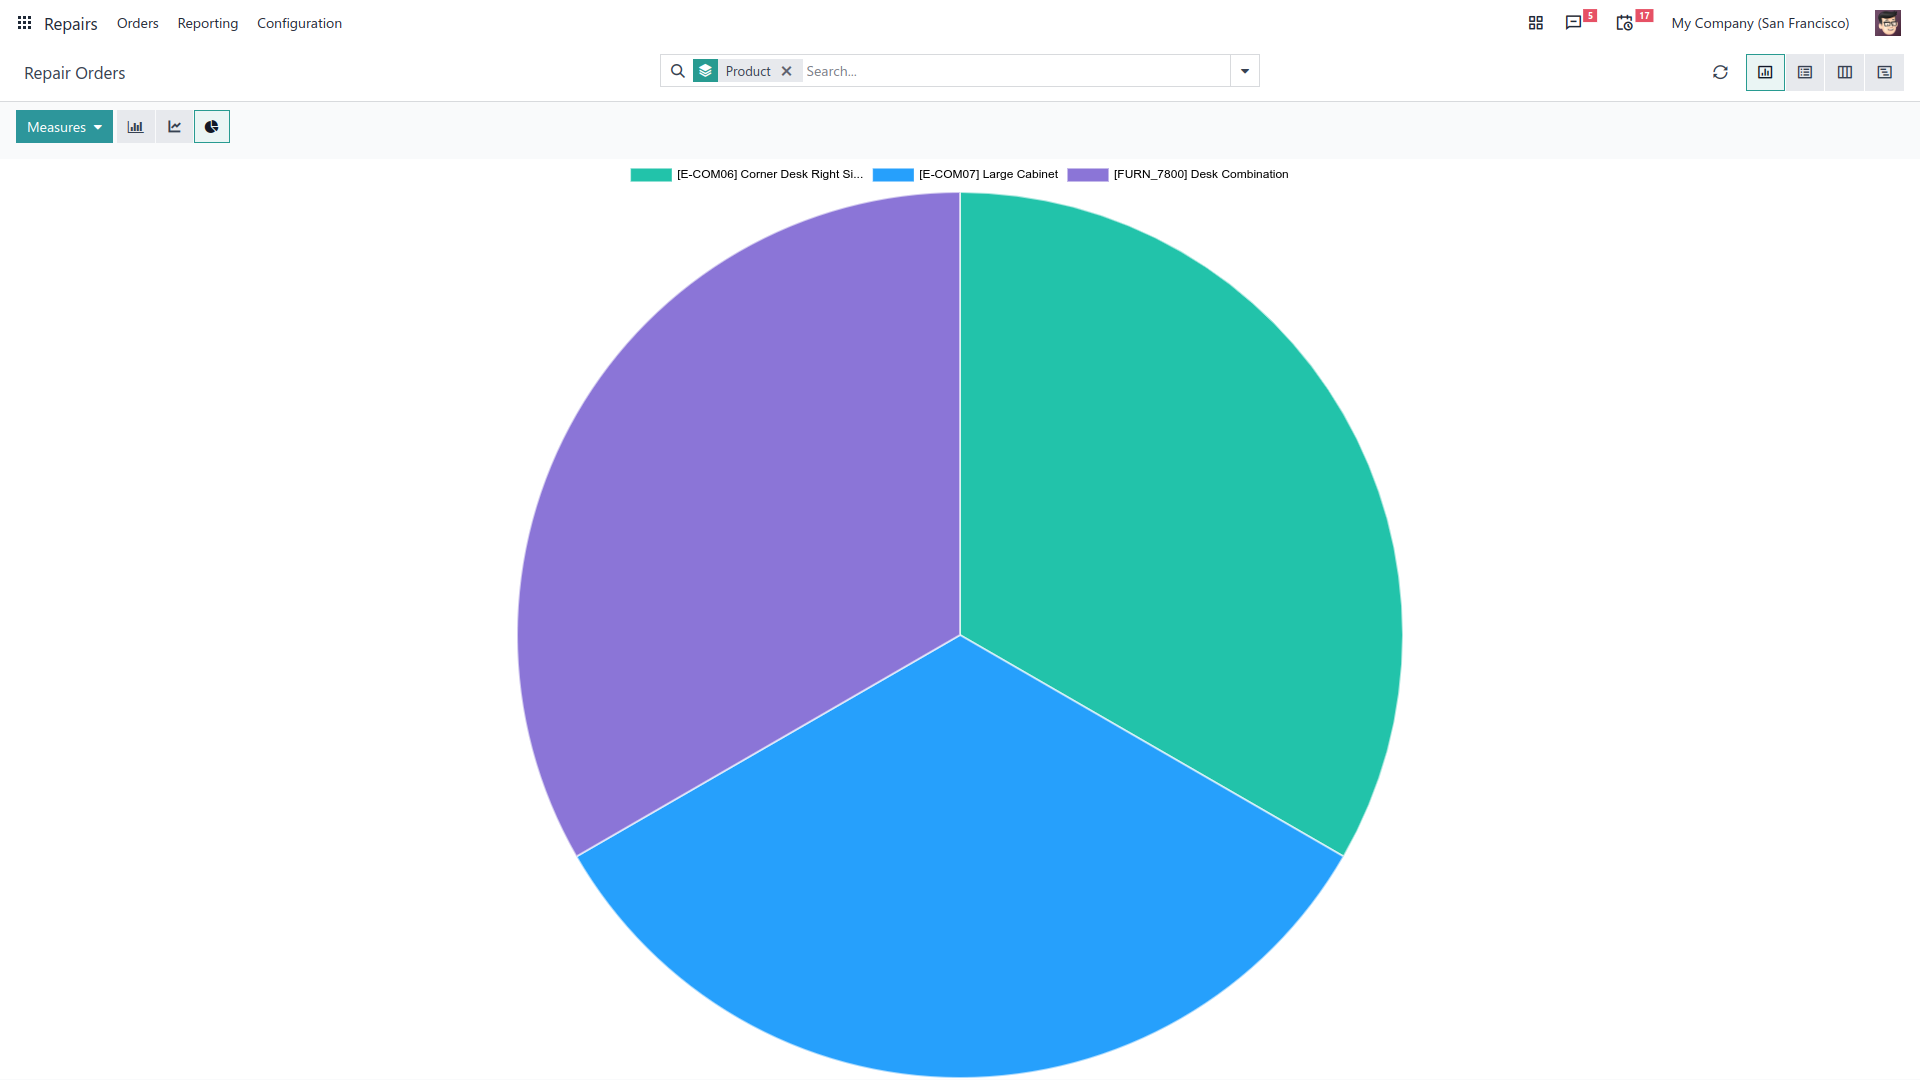 Repairs Orders Reporting Configuration 5 17 My Company (San Francisco)
Repair Orders Product Search...
Measures
[E-COM06] Corner Desk Right Si... [E-COM07] Large Cabinet [FURN_7800] Desk Combination